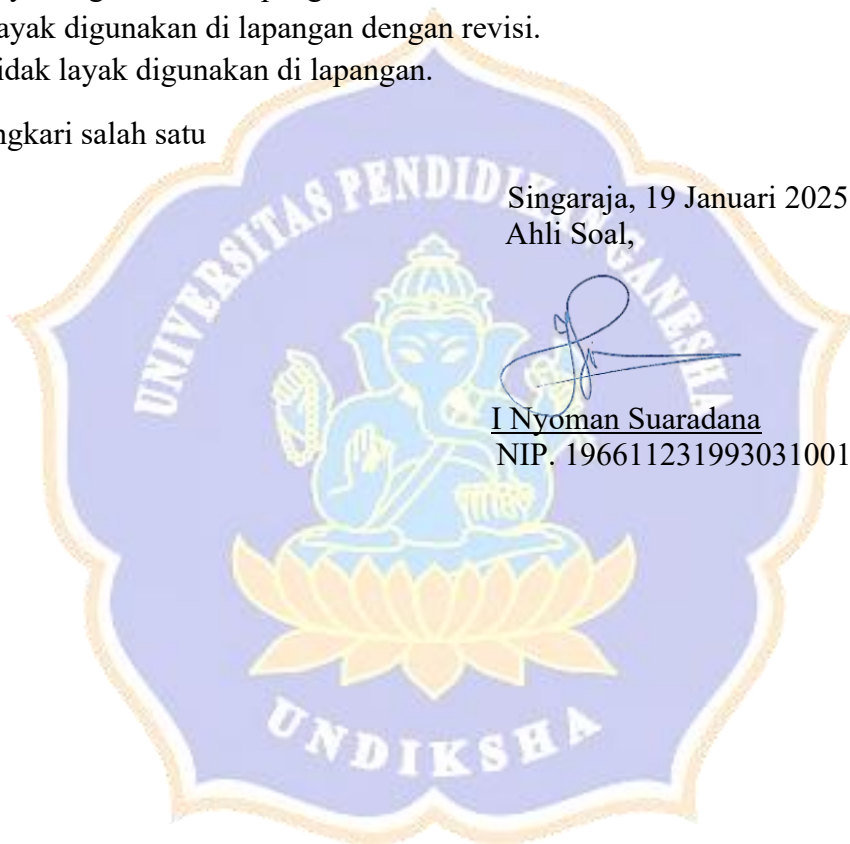 ayak digunakan di lapangan dengan revisi.
idak layak digunakan di lapangan.
ngkari salah satu
UNIVERSITAS PENDIDIKAN GANESHA
Singaraja, 19 Januari 2025
Ahli Soal,
I Nyoman Suaradana
NIP. 196611231993031001
UNDIKSHA